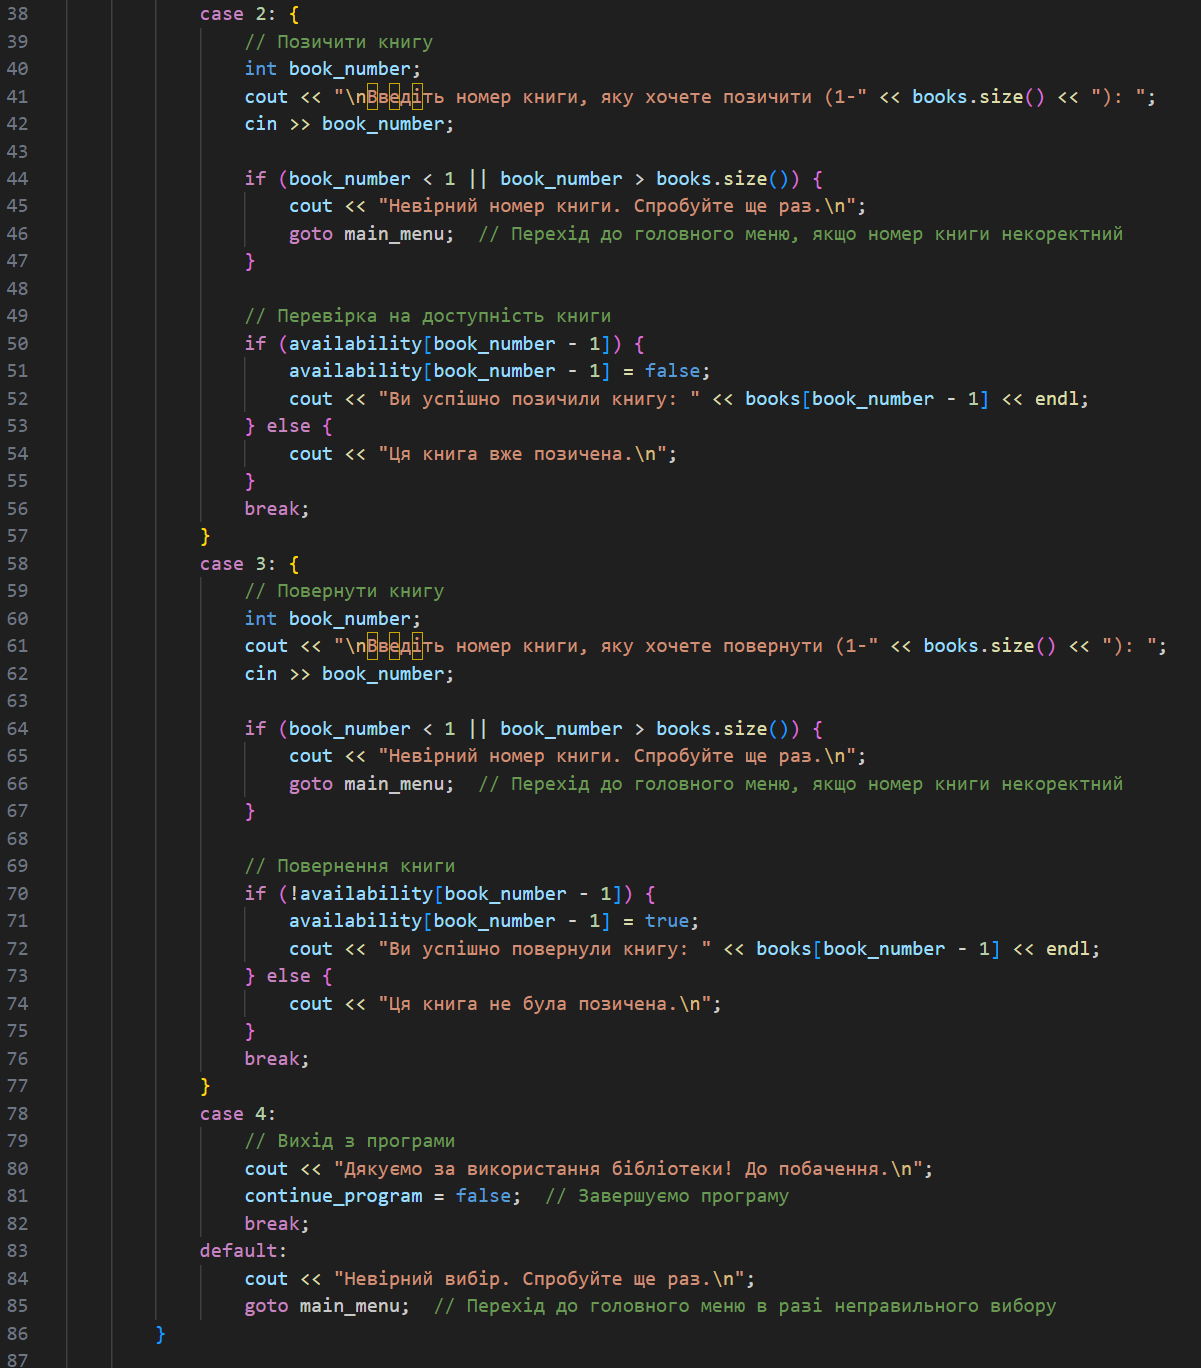 38 case 2: {
39 // Позичити книгу
40 int book_number;
41 cout << "\nВведіть номер книги, яку хочете позичити (1-" << books.size() << "): ";
42 cin >> book_number;
43
44 if (book_number < 1 || book_number > books.size()) {
45 cout << "Невірний номер книги. Спробуйте ще раз.\n";
46 goto main_menu;  // Перехід до головного меню, якщо номер книги некоректний
47 }
48
49 // Перевірка на доступність книги
50 if (availability[book_number - 1]) {
51 availability[book_number - 1] = false;
52 cout << "Ви успішно позичили книгу: " << books[book_number - 1] << endl;
53 } else {
54 cout << "Ця книга вже позичена.\n";
55 }
56 break;
57 }
58 case 3: {
59 // Повернути книгу
60 int book_number;
61 cout << "\nВведіть номер книги, яку хочете повернути (1-" << books.size() << "): ";
62 cin >> book_number;
63
64 if (book_number < 1 || book_number > books.size()) {
65 cout << "Невірний номер книги. Спробуйте ще раз.\n";
66 goto main_menu;  // Перехід до головного меню, якщо номер книги некоректний
67 }
68
69 // Повернення книги
70 if (!availability[book_number - 1]) {
71 availability[book_number - 1] = true;
72 cout << "Ви успішно повернули книгу: " << books[book_number - 1] << endl;
73 } else {
74 cout << "Ця книга не була позичена.\n";
75 }
76 break;
77 }
78 case 4:
79 // Вихід з програми
80 cout << "Дякуємо за використання бібліотеки! До побачення.\n";
81 continue_program = false;  // Завершуємо програму
82 break;
83 default:
84 cout << "Невірний вибір. Спробуйте ще раз.\n";
85 goto main_menu;  // Перехід до головного меню в разі неправильного вибору
86 }
87